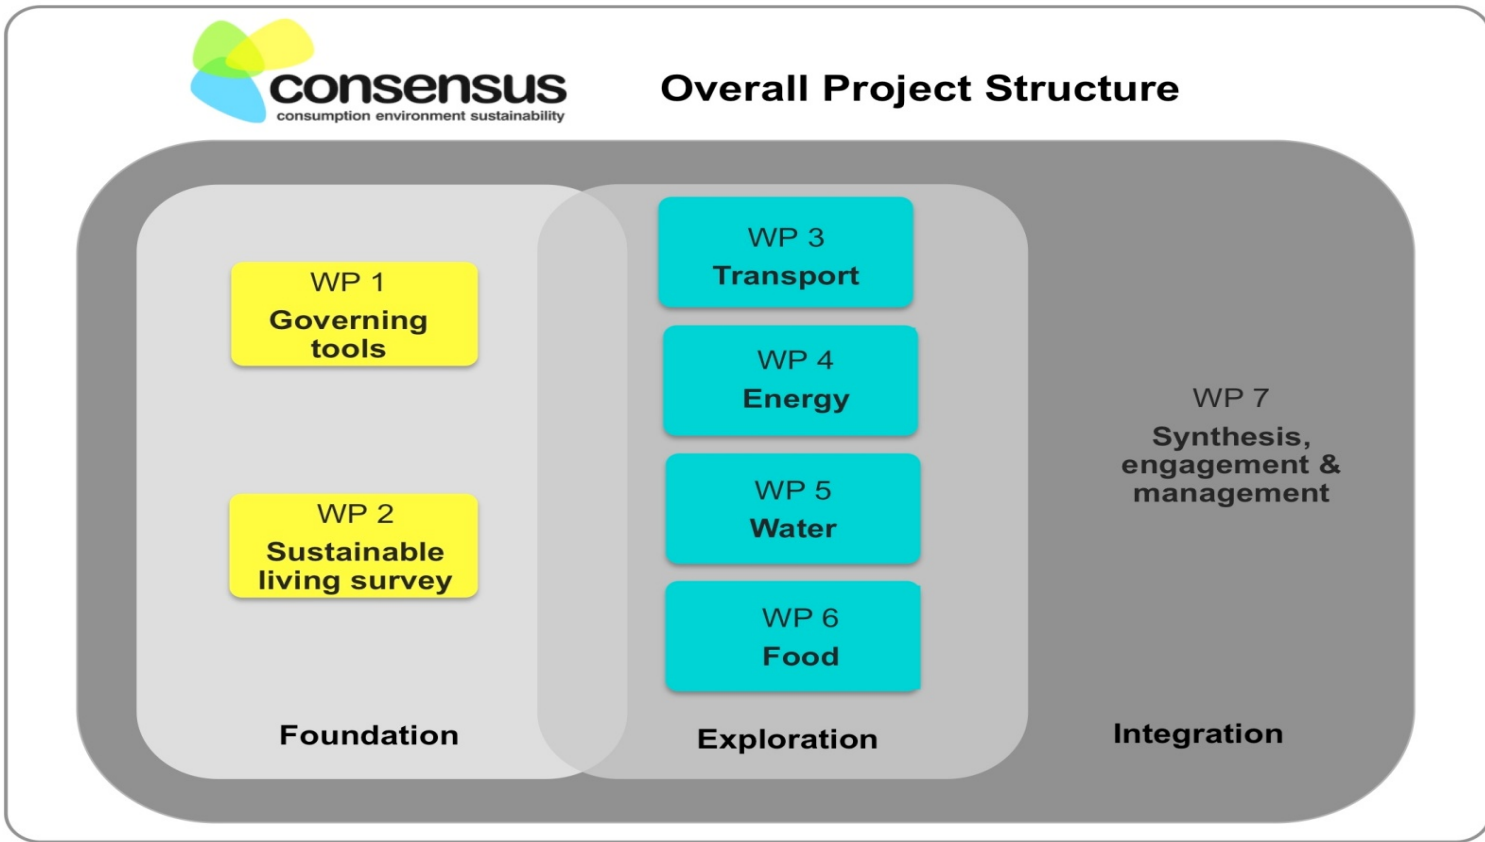 consensus
consumption environment sustainability
Overall Project Structure
WP 1
Governing
tools
WP 2
Sustainable
living survey
Foundation
WP 3
Transport
WP 4
Energy
WP 5
Water
WP 6
Food
Exploration
WP 7
Synthesis,
engagement &
management
Integration